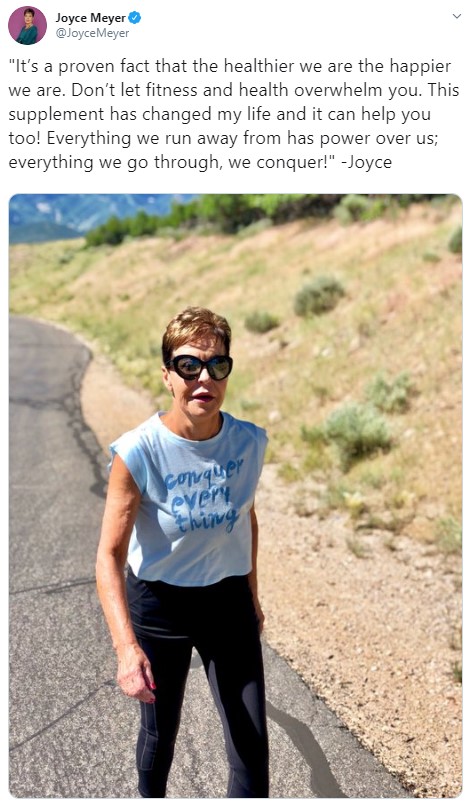 Joyce Meyer
@JoyceMeyer
"It's a proven fact that the healthier we are the happier
we are. Don't let fitness and health overwhelm you. This
supplement has changed my life and it can help you
too! Everything we run away from has power over us;
everything we go through, we conquer!" -Joyce
conquer
every
thing